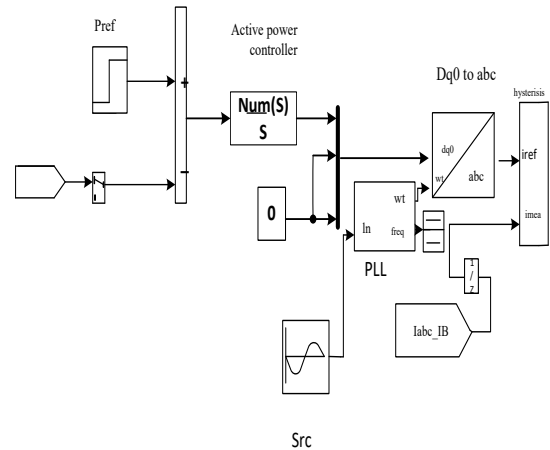 Pref
Active power
controller
Dq0 to abc
hysterisis
+
Num(S)
S
dq0
wt
abc
iref
imea
−
0
wt
ln
freq
PLL
1
/
z
Iabc_IB
Src